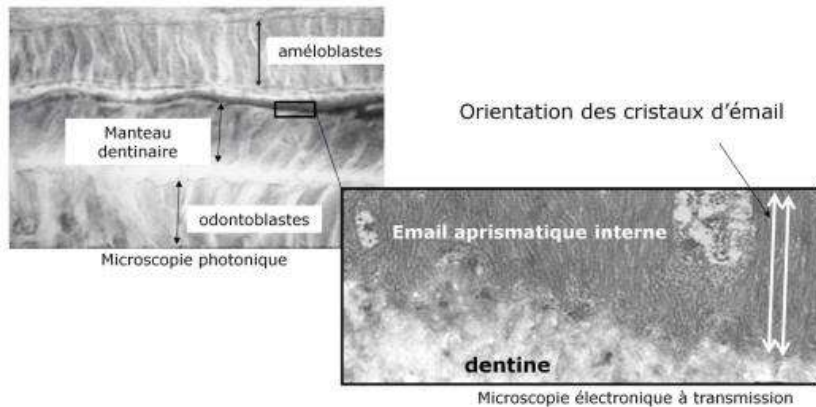 améloblastes
Manteau
dentinaire
odontoblastes
Microscopie photonique
Orientation des cristaux d’émail
Email aprismatique interne
dentine
Microscopie électronique à transmission